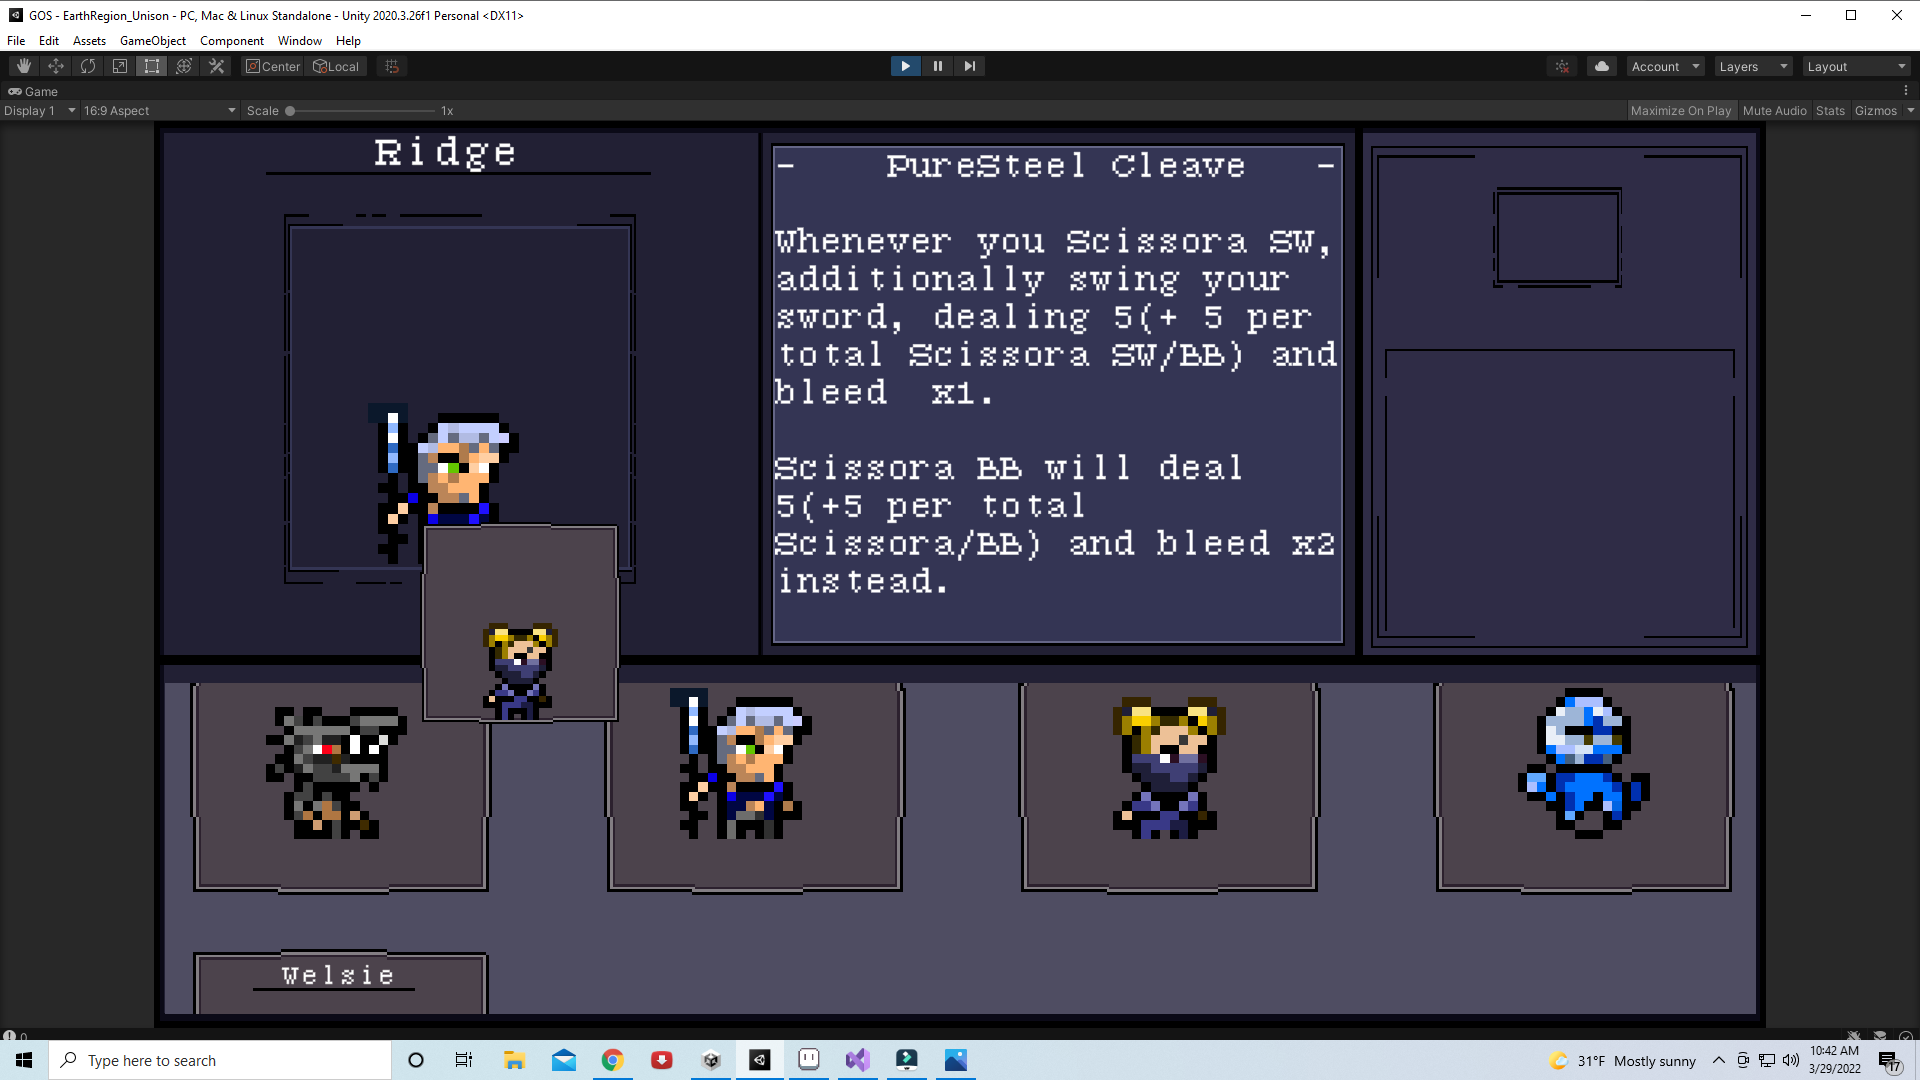 GOS - EarthRegion_Unison - PC, Mac & Linux Standalone - Unity 2020.3.26f1 Personal <DX11>
File Edit Assets GameObject Component Window Help
Center Local Account Layers Layout
Game
Display 1 16:9 Aspect Scale 1x Maximize On Play Mute Audio Stats Gizmos
Ridge
- PureSteel Cleave -
Whenever you Scissora SW,
additionally swing your
sword, dealing 5(+ 5 per
total Scissora SW/BB) and
bleed x1.
Scissora BB will deal
5(+5 per total
Scissora/BB) and bleed x2
instead.
Welsie
0
Type here to search
31°F Mostly sunny
10:42 AM
3/29/2022
17